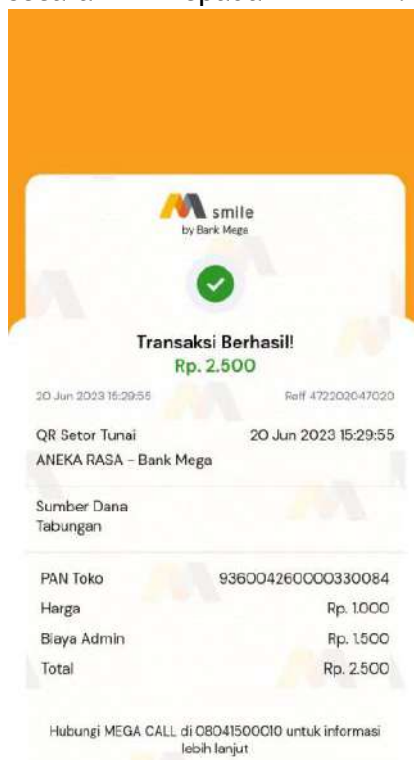 M smile
by Bank Mega
Transaksi Berhasil!
Rp. 2.500
20 Jun 2023 15:29:55 Reff 472202047020
QR Setor Tunai 20 Jun 2023 15:29:55
ANEKA RASA - Bank Mega
Sumber Dana
Tabungan
PAN Toko 936004260000330084
Harga Rp. 1.000
Biaya Admin Rp. 1.500
Total Rp. 2.500
Hubungi MEGA CALL di 08041500010 untuk informasi
lebih lanjut